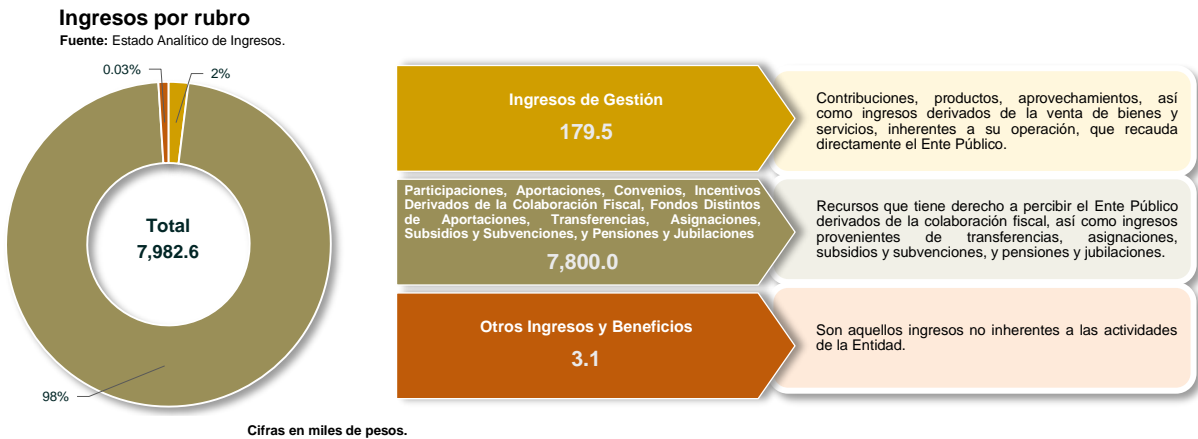 Ingresos por rubro
Fuente: Estado Analítico de Ingresos.
0.03%
2%
Total
7,982.6
98%
Ingresos de Gestión
179.5
Contribuciones, productos, aprovechamientos, así
como ingresos derivados de la venta de bienes y
servicios, inherentes a su operación, que recauda
directamente el Ente Público.
Participaciones, Aportaciones, Convenios, Incentivos
Derivados de la Colaboración Fiscal, Fondos Distintos
de Aportaciones, Transferencias, Asignaciones,
Subsidios y Subvenciones, y Pensiones y Jubilaciones
7,800.0
Recursos que tiene derecho a percibir el Ente Público
derivados de la colaboración fiscal, así como ingresos
provenientes de transferencias, asignaciones,
subsidios y subvenciones, y pensiones y jubilaciones.
Otros Ingresos y Beneficios
3.1
Son aquellos ingresos no inherentes a las actividades
de la Entidad.
Cifras en miles de pesos.